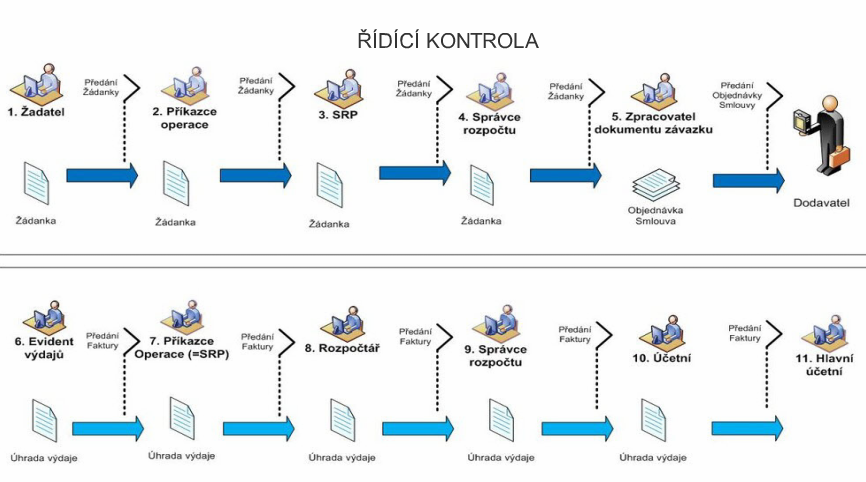 ŘÍDÍCÍ KONTROLA
1. Žadatel
Předání
Žádanky
2. Příkazce
operace
Předání
Žádanky
3. SRP
Předání
Žádanky
4. Správce
rozpočtu
Předání
Žádanky
5. Zpracovatel
dokumentu závazku
Předání
Objednávky
Smlouvy
Dodavatel
Žádanka
Žádanka
Žádanka
Žádanka
Objednávka
Smlouva
6. Evident
výdajů
Předání
Faktury
7. Příkazce
Operace (=SRP)
Předání
Faktury
8. Rozpočtář
Předání
Faktury
9. Správce
rozpočtu
Předání
Faktury
10. Účetní
Předání
Faktury
11. Hlavní
účetní
Úhrada výdaje
Úhrada výdaje
Úhrada výdaje
Úhrada výdaje
Úhrada výdaje